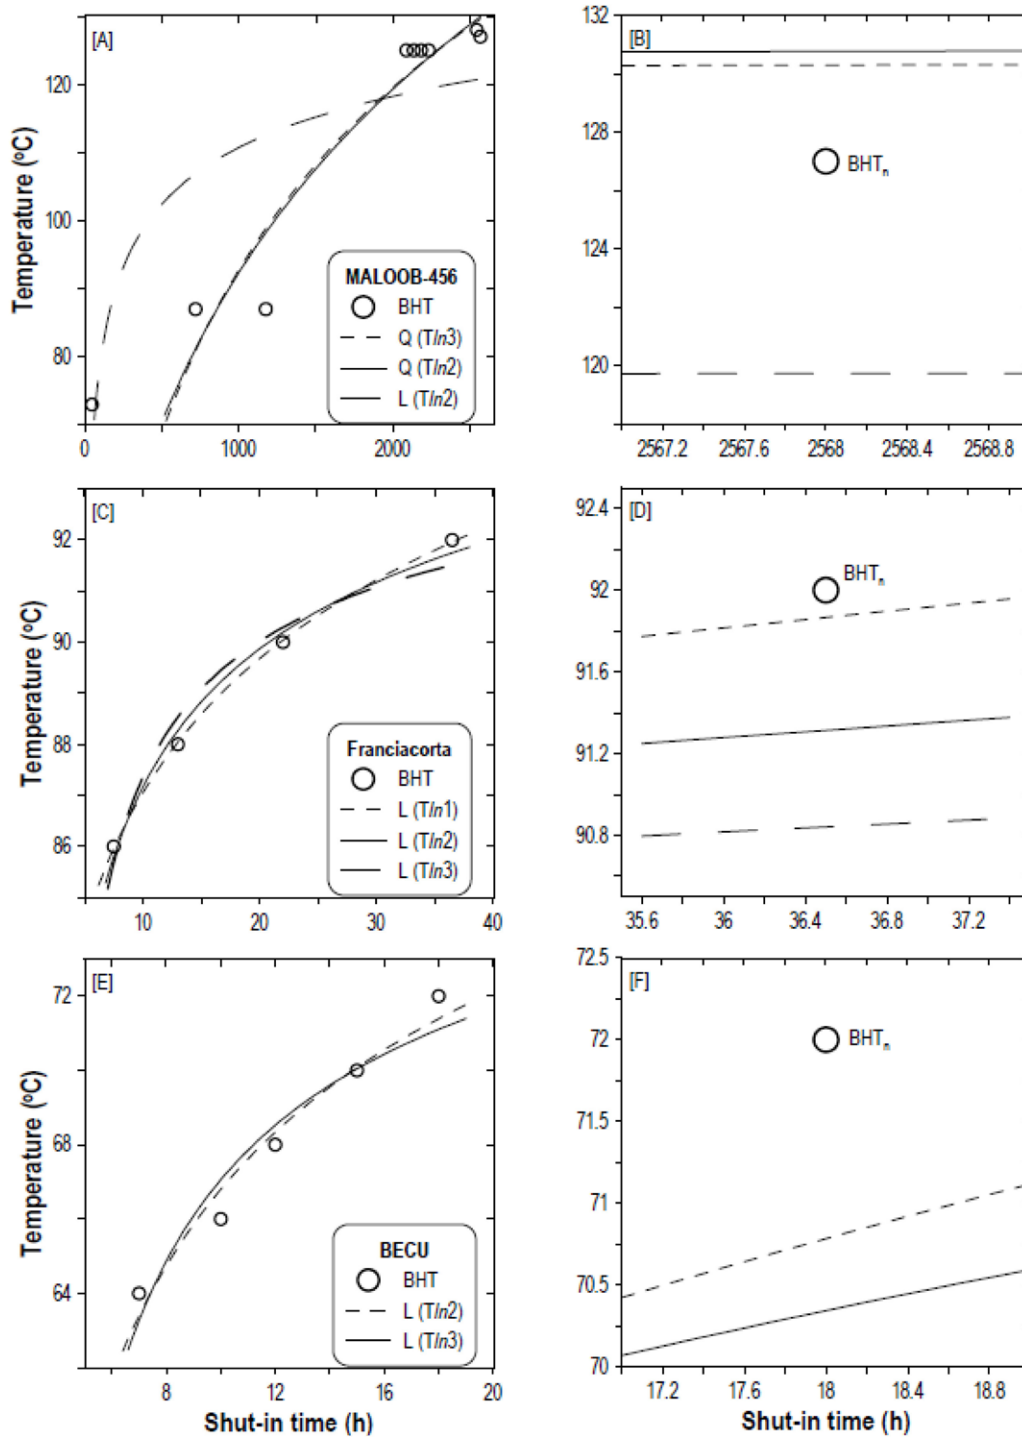 [A]
Temperature (ºC)
120
100
80
0
1000
2000
MALOOB-456
BHT
Q (Tln3)
Q (Tln2)
L (Tln2)
[B]
132
128
124
120
BHTn
2567.2
2567.6
2568
2568.4
2568.8
[C]
Temperature (ºC)
92
90
88
86
10
20
30
40
Franciacorta
BHT
L (Tln1)
L (Tln2)
L (Tln3)
[D]
92.4
92
91.6
91.2
90.8
BHTn
35.6
36
36.4
36.8
37.2
[E]
Temperature (ºC)
72
68
64
8
12
16
20
Shut-in time (h)
BECU
BHT
L (Tln2)
L (Tln3)
[F]
72.5
72
71.5
71
70.5
70
BHTn
17.2
17.6
18
18.4
18.8
Shut-in time (h)